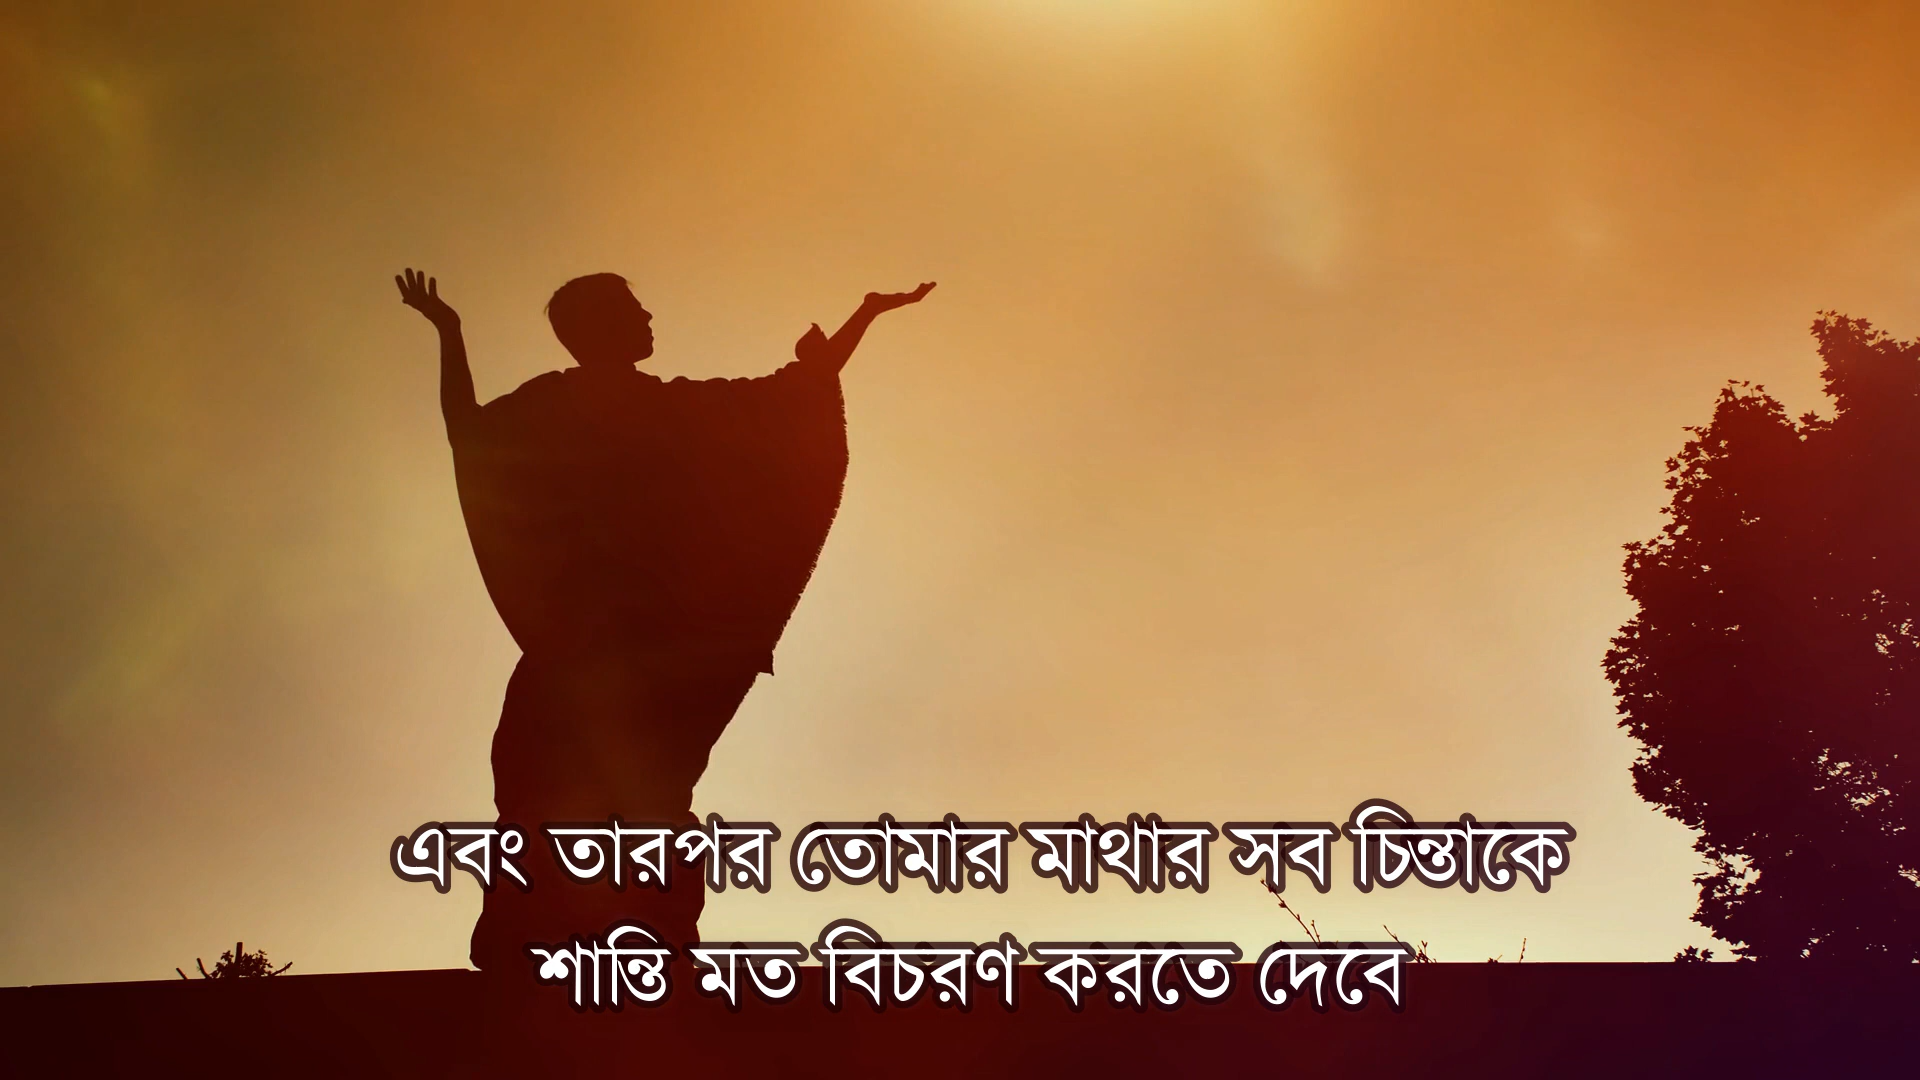 এবং তারপর তোমার মাথার সব চিন্তাকে
শান্তি মত বিচরণ করতে দেবে